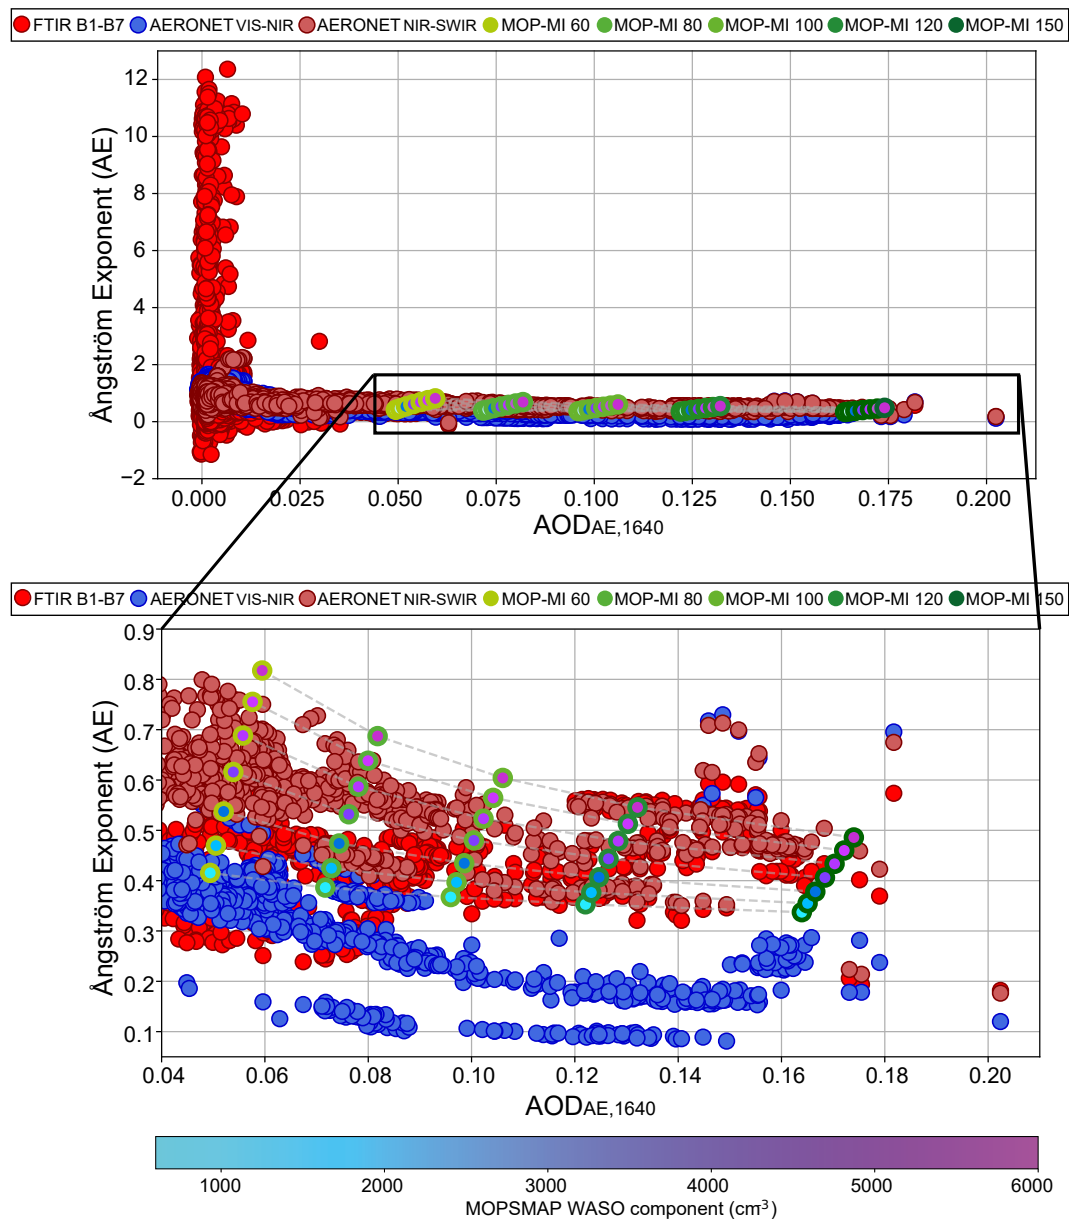 FTIR B1-B7 AERONET VIS-NIR AERONET NIR-SWIR MOP-MI 60 MOP-MI 80 MOP-MI 100 MOP-MI 120 MOP-MI 150
12
10
8
6
4
2
0
−2
Ångström Exponent (AE)
0.000 0.025 0.050 0.075 0.100 0.125 0.150 0.175 0.200
AODAE,1640
FTIR B1-B7 AERONET VIS-NIR AERONET NIR-SWIR MOP-MI 60 MOP-MI 80 MOP-MI 100 MOP-MI 120 MOP-MI 150
0.9
0.8
0.7
0.6
0.5
0.4
0.3
0.2
0.1
Ångström Exponent (AE)
0.04 0.06 0.08 0.10 0.12 0.14 0.16 0.18 0.20
AODAE,1640
1000 2000 3000 4000 5000 6000
MOPSMAP WASO component (cm³)